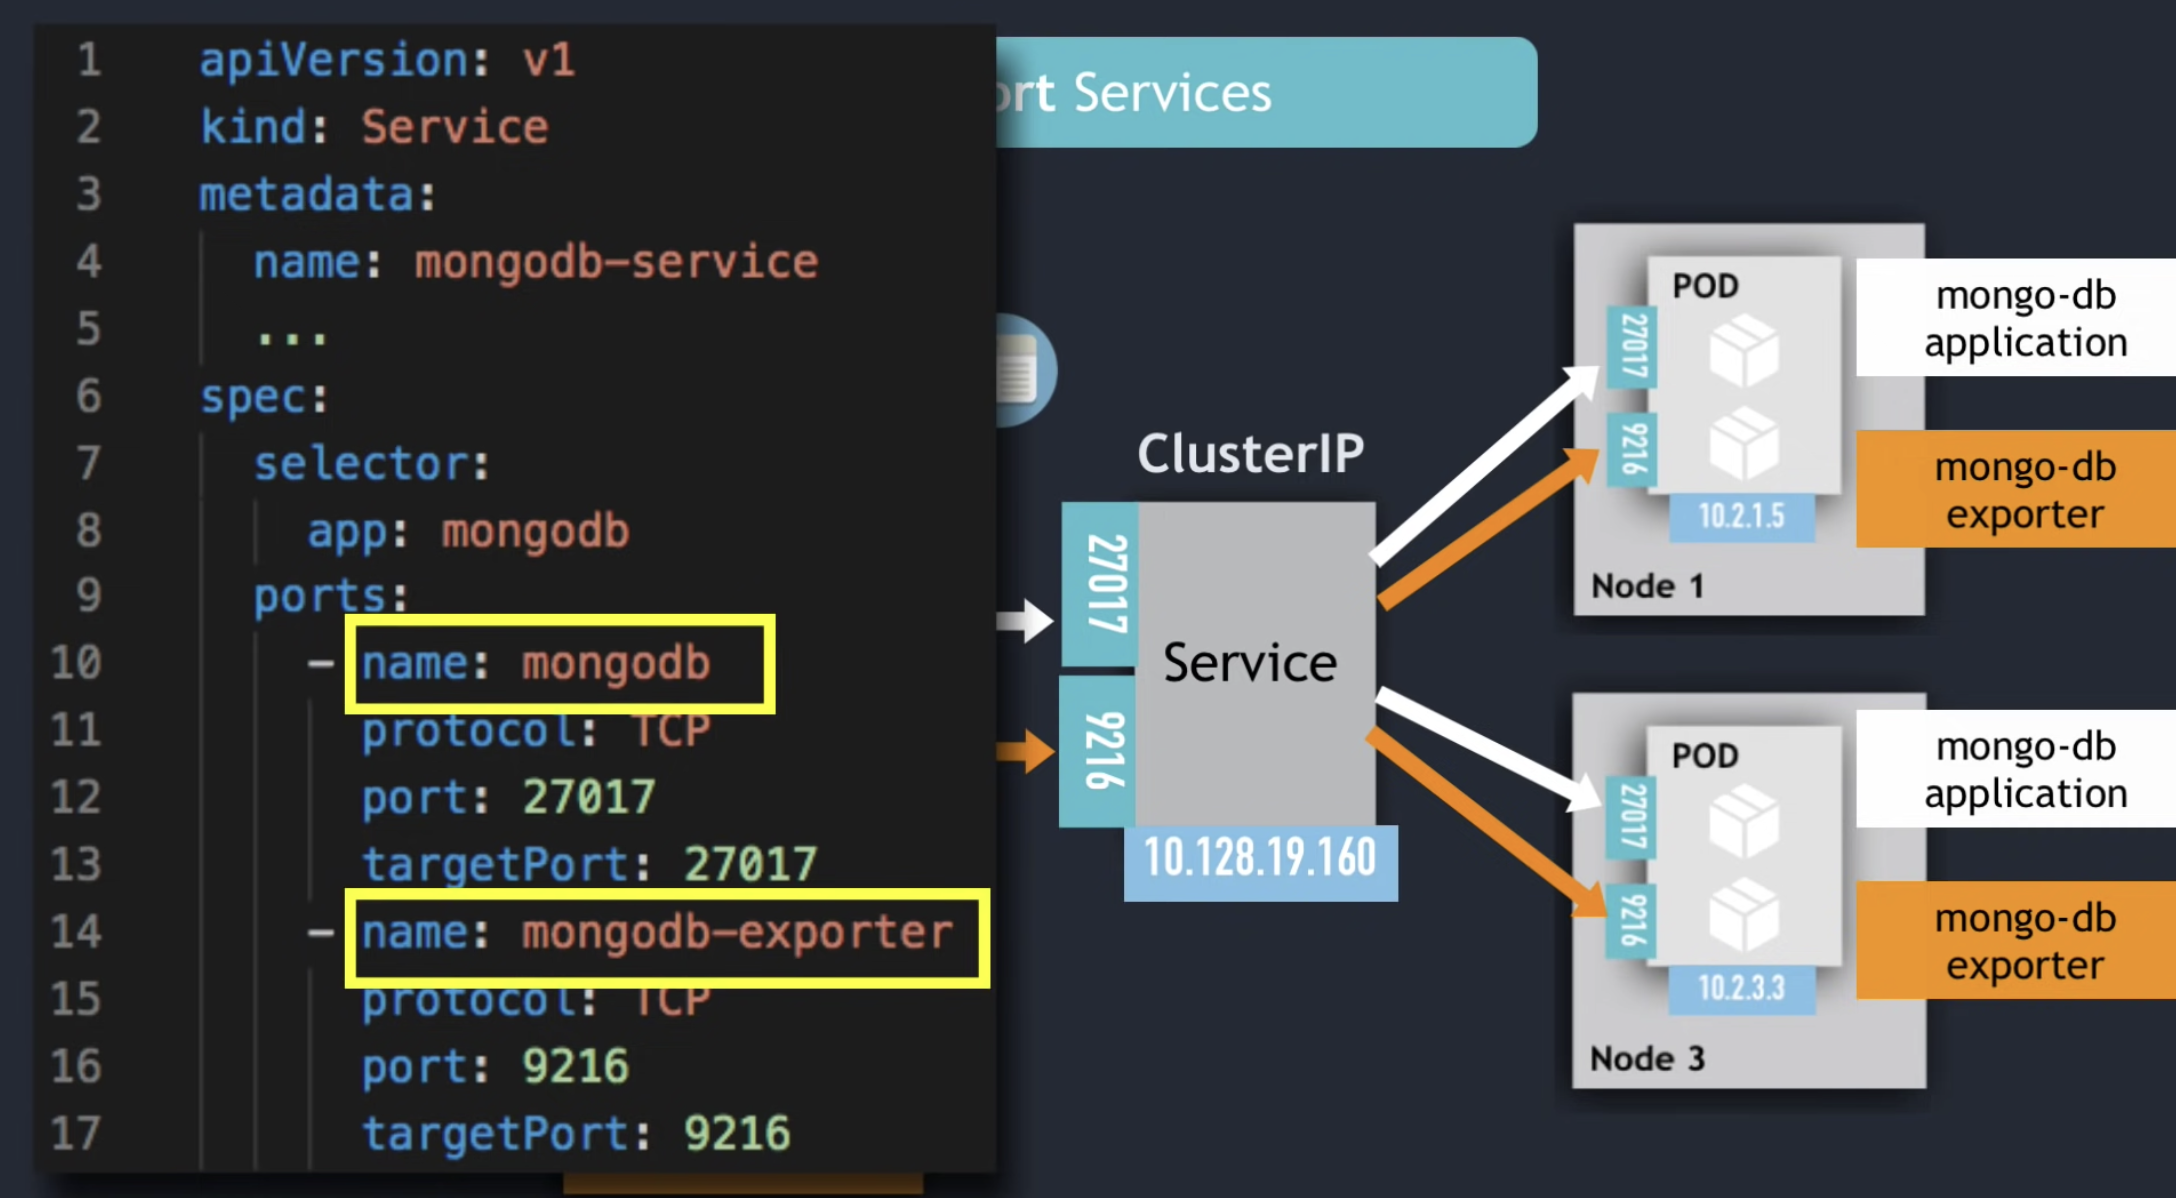 1 apiVersion: v1
2 kind: Service
3 metadata:
4 name: mongodb-service
5 ...
6 spec:
7 selector:
8 app: mongodb
9 ports:
10 - name: mongodb
11 protocol: TCP
12 port: 27017
13 targetPort: 27017
14 - name: mongodb-exporter
15 protocol: TCP
16 port: 9216
17 targetPort: 9216
ort Services
ClusterIP
27017
9216
Service
10.128.19.160
POD
27017
9216
10.2.1.5
Node 1
mongo-db
application
mongo-db
exporter
POD
27017
9216
10.2.3.3
Node 3
mongo-db
application
mongo-db
exporter